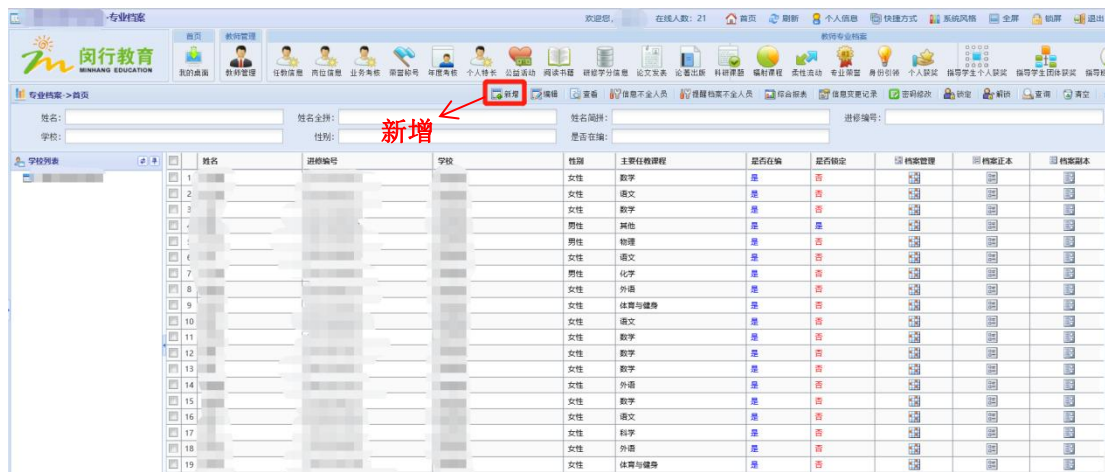 -专业档案 欢迎您, 在线人数: 21 首页 刷新 个人信息 快捷方式 系统风格 全屏 锁屏 退出
首页 教师管理 教师专业档案
闵行教育
MINHANG EDUCATION
我的桌面 教师管理 任教信息 岗位信息 业务考核 荣誉称号 年度考核 个人特长 公益活动 阅读书籍 研修学分信息 论文发表 论著出版 科研课题 辐射课程 柔性流动 专业荣誉 身份引领 个人获奖 指导学生个人获奖 指导学生团体获奖
专业档案->首页 新增 编辑 查看 信息不全人员 提醒档案不全人员 综合报表 信息变更记录 密码修改 锁定 解锁 查询 清空
姓名: 姓名全拼: 姓名简拼: 进修编号:
学校: 性别: 是否在编:
新增
学校列表 姓名 进修编号 学校 性别 主要任教课程 是否在编 是否锁定 档案管理 档案正本 档案副本
1 女性 数学 是 否
2 女性 语文 是 否
3 女性 数学 是 否
男性 其他 是 是
男性 物理 是 否
6 女性 语文 是 否
7 男性 化学 是 否
8 女性 外语 是 否
9 女性 体育与健身 是 否
10 女性 语文 是 否
11 女性 数学 是 否
12 女性 数学 是 否
13 女性 数学 是 否
14 女性 外语 是 否
15 女性 数学 是 否
16 女性 语文 是 否
17 女性 科学 是 否
18 女性 外语 是 否
19 女性 体育与健身 是 否